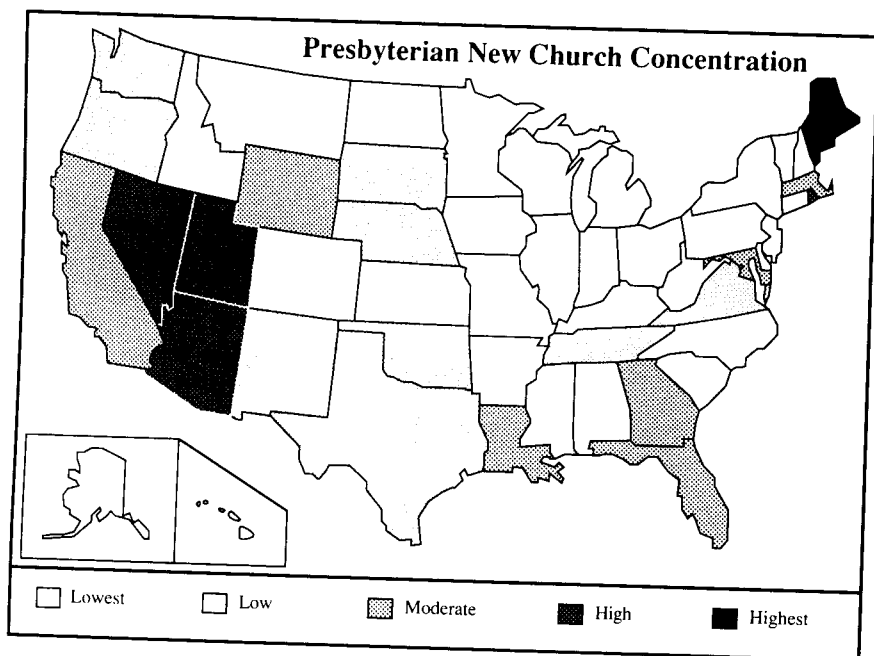 Presbyterian New Church Concentration
Lowest
Low
Moderate
High
Highest